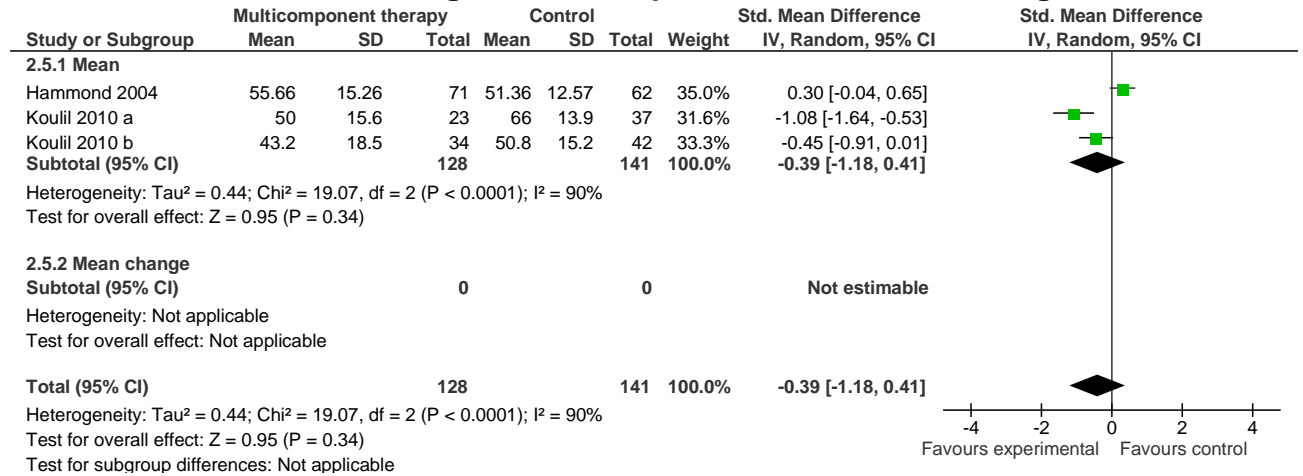 Multicomponent therapy Control Std. Mean Difference Std. Mean Difference
Study or Subgroup Mean SD Total Mean SD Total Weight IV, Random, 95% CI IV, Random, 95% CI
2.5.1 Mean
Hammond 2004 55.66 15.26 71 51.36 12.57 62 35.0% 0.30 [-0.04, 0.65]
Koulil 2010 a 50 15.6 23 66 13.9 37 31.6% -1.08 [-1.64, -0.53]
Koulil 2010 b 43.2 18.5 34 50.8 15.2 42 33.3% -0.45 [-0.91, 0.01]
Subtotal (95% CI) 128 141 100.0% -0.39 [-1.18, 0.41]
Heterogeneity: Tau² = 0.44; Chi² = 19.07, df = 2 (P < 0.0001); I² = 90%
Test for overall effect: Z = 0.95 (P = 0.34)
2.5.2 Mean change
Subtotal (95% CI) 0 0 Not estimable
Heterogeneity: Not applicable
Test for overall effect: Not applicable
Total (95% CI) 128 141 100.0% -0.39 [-1.18, 0.41]
Heterogeneity: Tau² = 0.44; Chi² = 19.07, df = 2 (P < 0.0001); I² = 90%
Test for overall effect: Z = 0.95 (P = 0.34)
Test for subgroup differences: Not applicable
-4 -2 0 2 4
Favours experimental Favours control